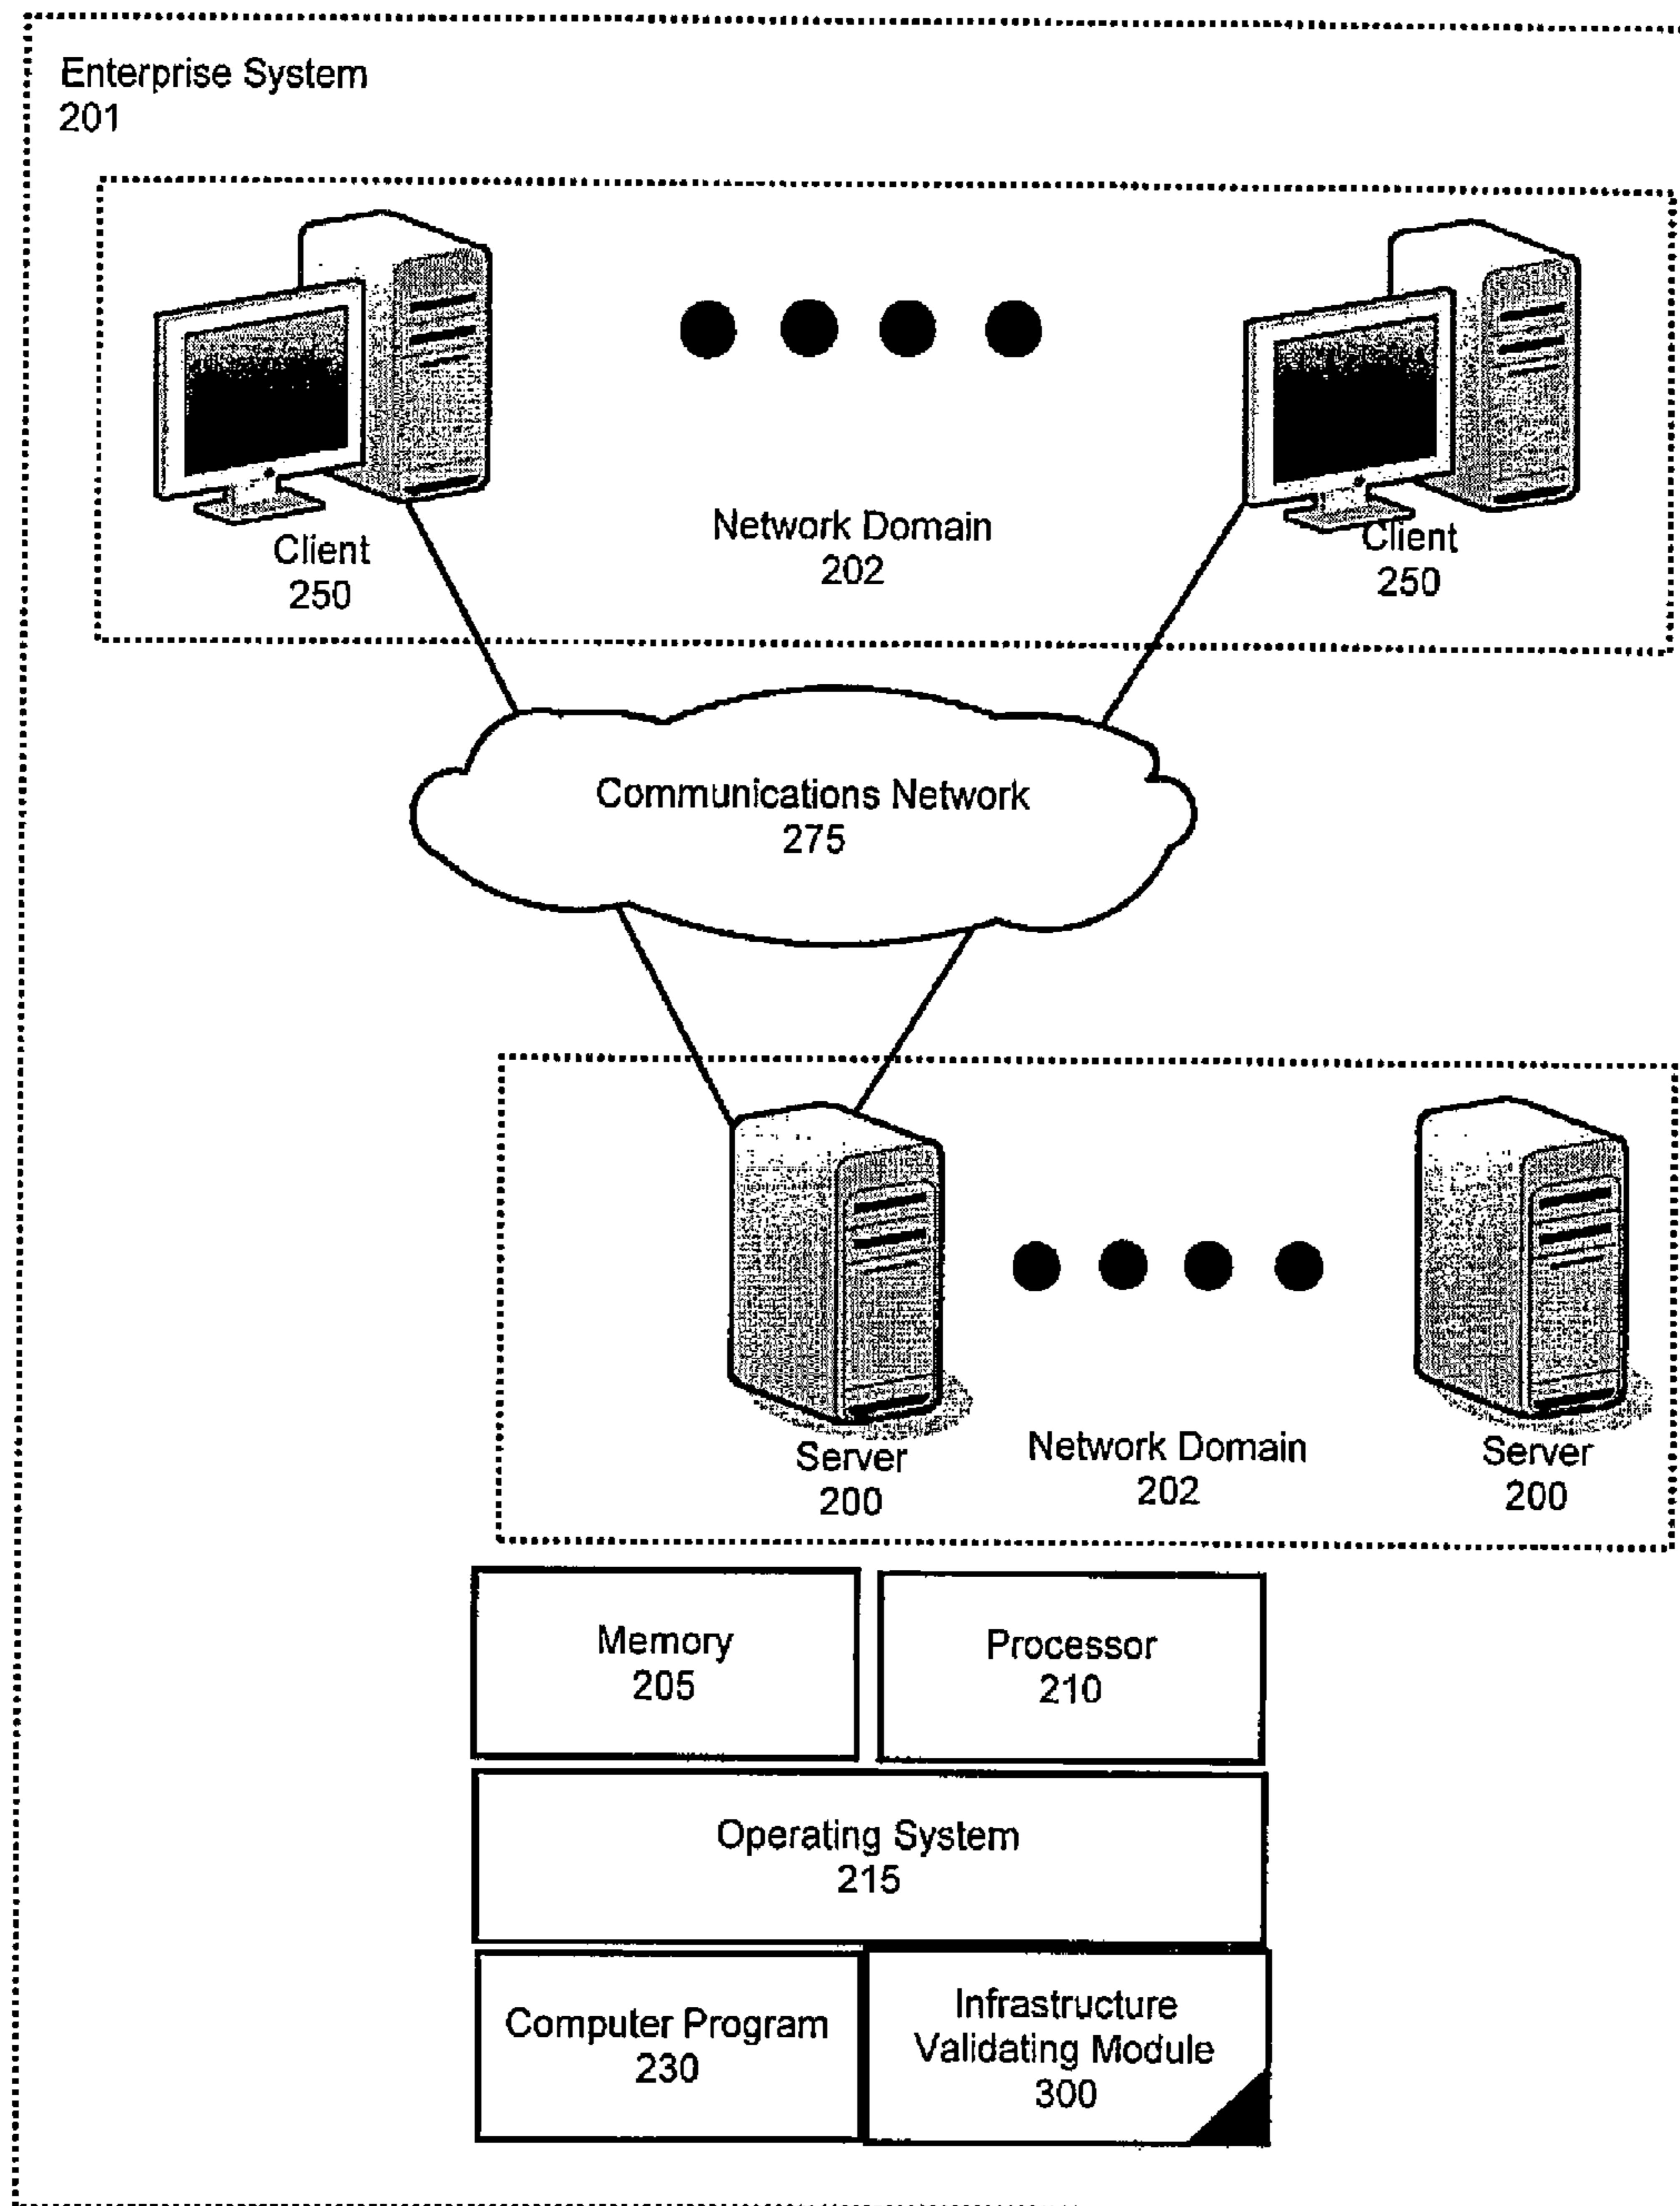 Enterprise System
201
Network Domain
202
Client
250
Client
250
Communications Network
275
Server
200
Network Domain
202
Server
200
Memory
205
Processor
210
Operating System
215
Computer Program
230
Infrastructure
Validating Module
300